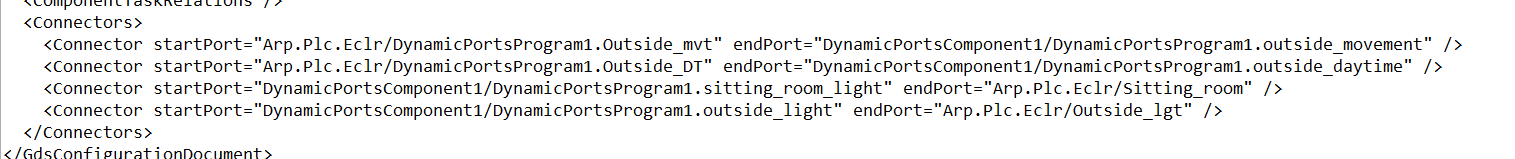 <ComponentTaskRelations />
<Connectors>
<Connector startPort="Arp.Plc.Eclr/DynamicPortsProgram1.Outside_mvt" endPort="DynamicPortsComponent1/DynamicPortsProgram1.outside_movement" />
<Connector startPort="Arp.Plc.Eclr/DynamicPortsProgram1.Outside_DT" endPort="DynamicPortsComponent1/DynamicPortsProgram1.outside_daytime" />
<Connector startPort="DynamicPortsComponent1/DynamicPortsProgram1.sitting_room_light" endPort="Arp.Plc.Eclr/Sitting_room" />
<Connector startPort="DynamicPortsComponent1/DynamicPortsProgram1.outside_light" endPort="Arp.Plc.Eclr/Outside_lgt" />
</Connectors>
</GdsConfigurationDocument>